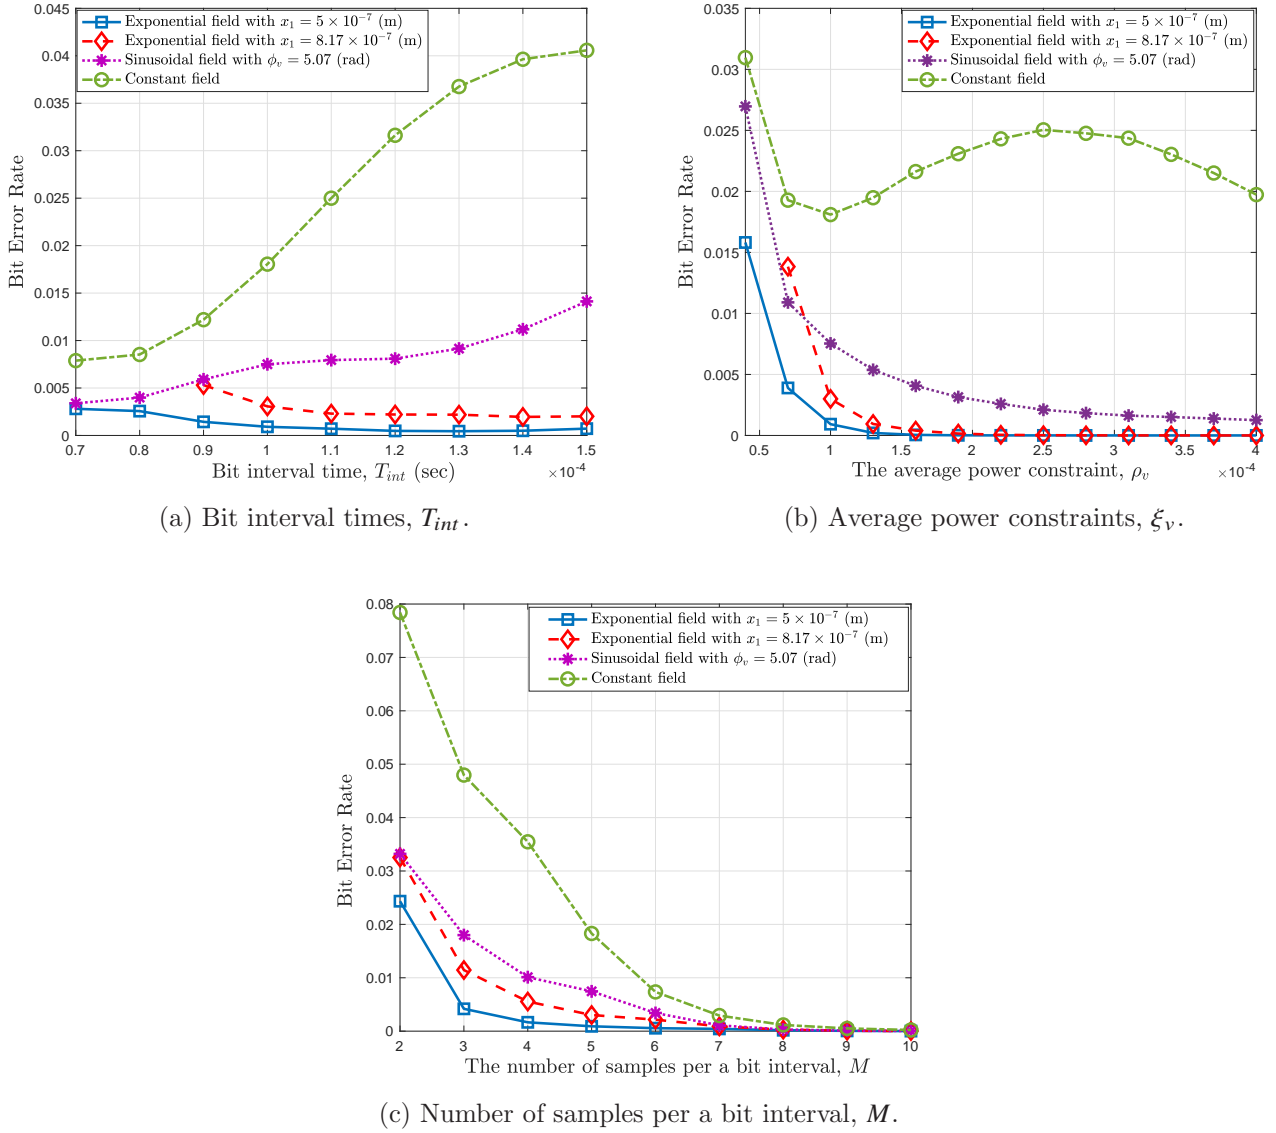 0.045
0.04
0.035
0.03
0.025
0.02
0.015
0.01
0.005
0
Bit Error Rate
Exponential field with x₁ = 5 × 10⁻⁷ (m)
Exponential field with x₁ = 8.17 × 10⁻⁷ (m)
Sinusoidal field with ϕᵥ = 5.07 (rad)
Constant field
0.7 0.8 0.9 1 1.1 1.2 1.3 1.4 1.5
Bit interval time, T_int (sec) ×10⁻⁴
(a) Bit interval times, T_int.
0.035
0.03
0.025
0.02
0.015
0.01
0.005
0
Bit Error Rate
Exponential field with x₁ = 5 × 10⁻⁷ (m)
Exponential field with x₁ = 8.17 × 10⁻⁷ (m)
Sinusoidal field with ϕᵥ = 5.07 (rad)
Constant field
0.5 1 1.5 2 2.5 3 3.5 4
The average power constraint, ρᵥ ×10⁻⁴
(b) Average power constraints, ξᵥ.
0.08
0.07
0.06
0.05
0.04
0.03
0.02
0.01
0
Bit Error Rate
Exponential field with x₁ = 5 × 10⁻⁷ (m)
Exponential field with x₁ = 8.17 × 10⁻⁷ (m)
Sinusoidal field with ϕᵥ = 5.07 (rad)
Constant field
2 3 4 5 6 7 8 9 10
The number of samples per a bit interval, M
(c) Number of samples per a bit interval, M.